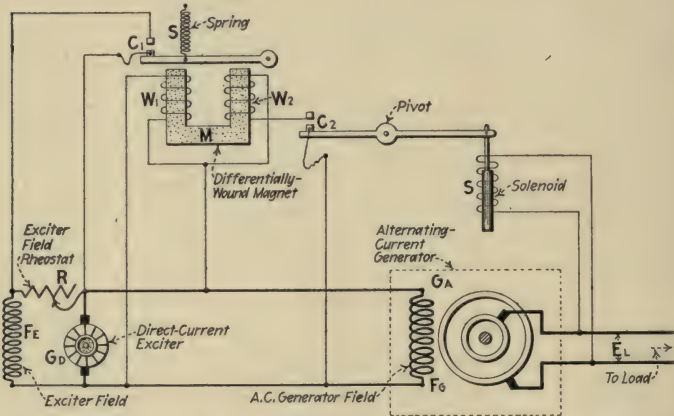 S
Spring
C1
W1
W2
M
C2
Pivot
Differentially-
Wound Magnet
S
Solenoid
Exciter
Field
Rheostat
R
Alternating-
Current
Generator
GA
FE
GD
Direct-Current
Exciter
EL
To Load
Exciter Field
A.C. Generator Field
FG